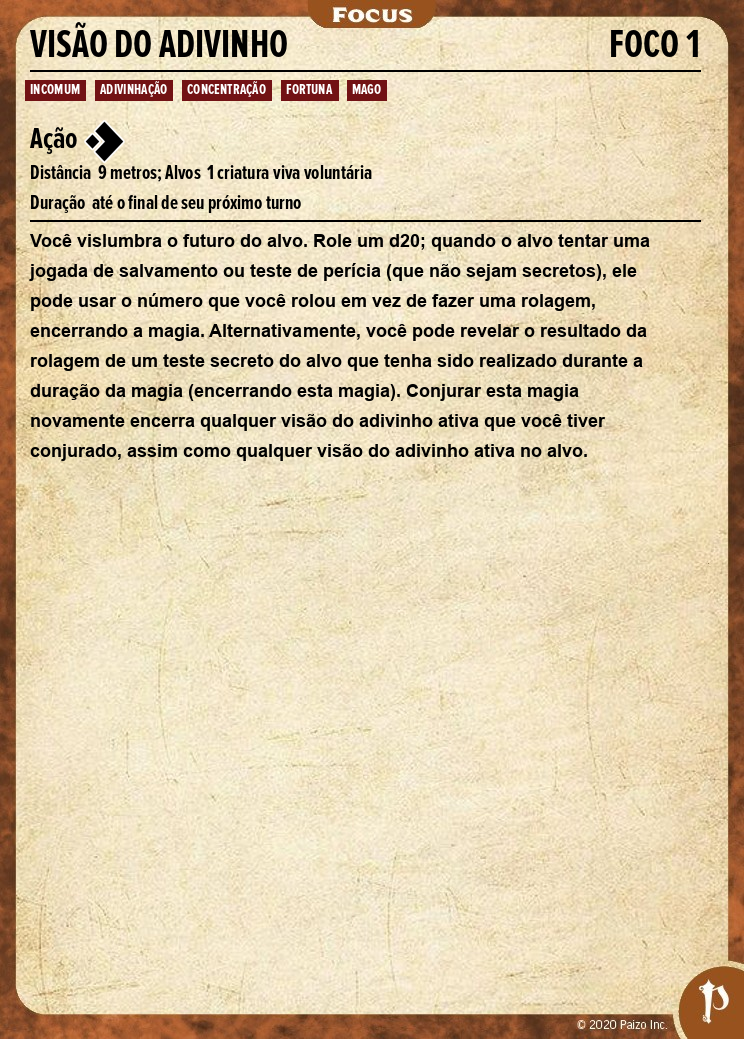 Focus
VISÃO DO ADIVINHO FOCO 1
INCOMUM ADIVINHAÇÃO CONCENTRAÇÃO FORTUNA MAGO
Ação
Distância 9 metros; Alvos 1 criatura viva voluntária
Duração até o final de seu próximo turno
Você vislumbra o futuro do alvo. Role um d20; quando o alvo tentar uma
jogada de salvamento ou teste de perícia (que não sejam secretos), ele
pode usar o número que você rolou em vez de fazer uma rolagem,
encerrando a magia. Alternativamente, você pode revelar o resultado da
rolagem de um teste secreto do alvo que tenha sido realizado durante a
duração da magia (encerrando esta magia). Conjurar esta magia
novamente encerra qualquer visão do adivinho ativa que você tiver
conjurado, assim como qualquer visão do adivinho ativa no alvo.
© 2020 Paizo Inc.
P